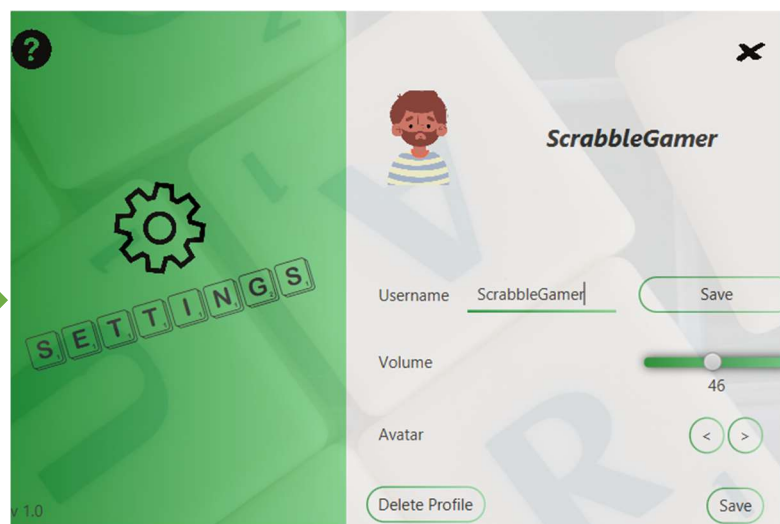 ?
ScrabbleGamer
SETTINGS
Username ScrabbleGamer Save
Volume
46
Avatar < >
Delete Profile Save
v 1.0